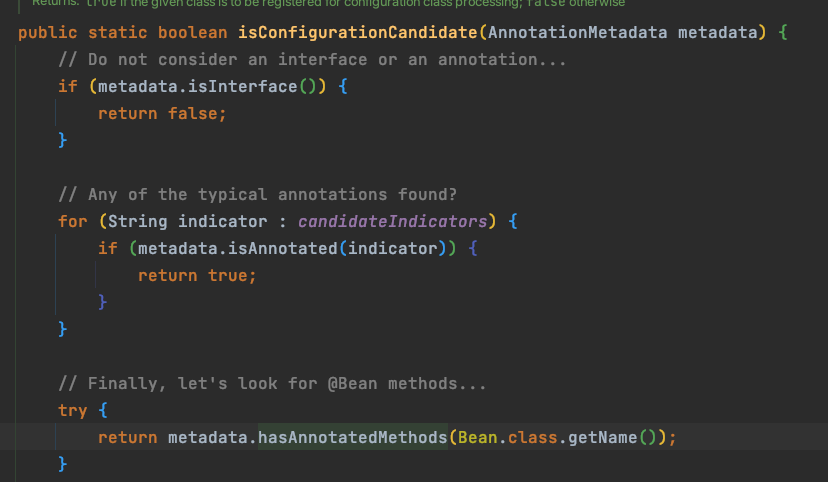 Returns: true if the given class is to be registered for configuration class processing; false otherwise
public static boolean isConfigurationCandidate(AnnotationMetadata metadata) {
// Do not consider an interface or an annotation...
if (metadata.isInterface()) {
return false;
}
// Any of the typical annotations found?
for (String indicator : candidateIndicators) {
if (metadata.isAnnotated(indicator)) {
return true;
}
}
// Finally, let's look for @Bean methods...
try {
return metadata.hasAnnotatedMethods(Bean.class.getName());
}